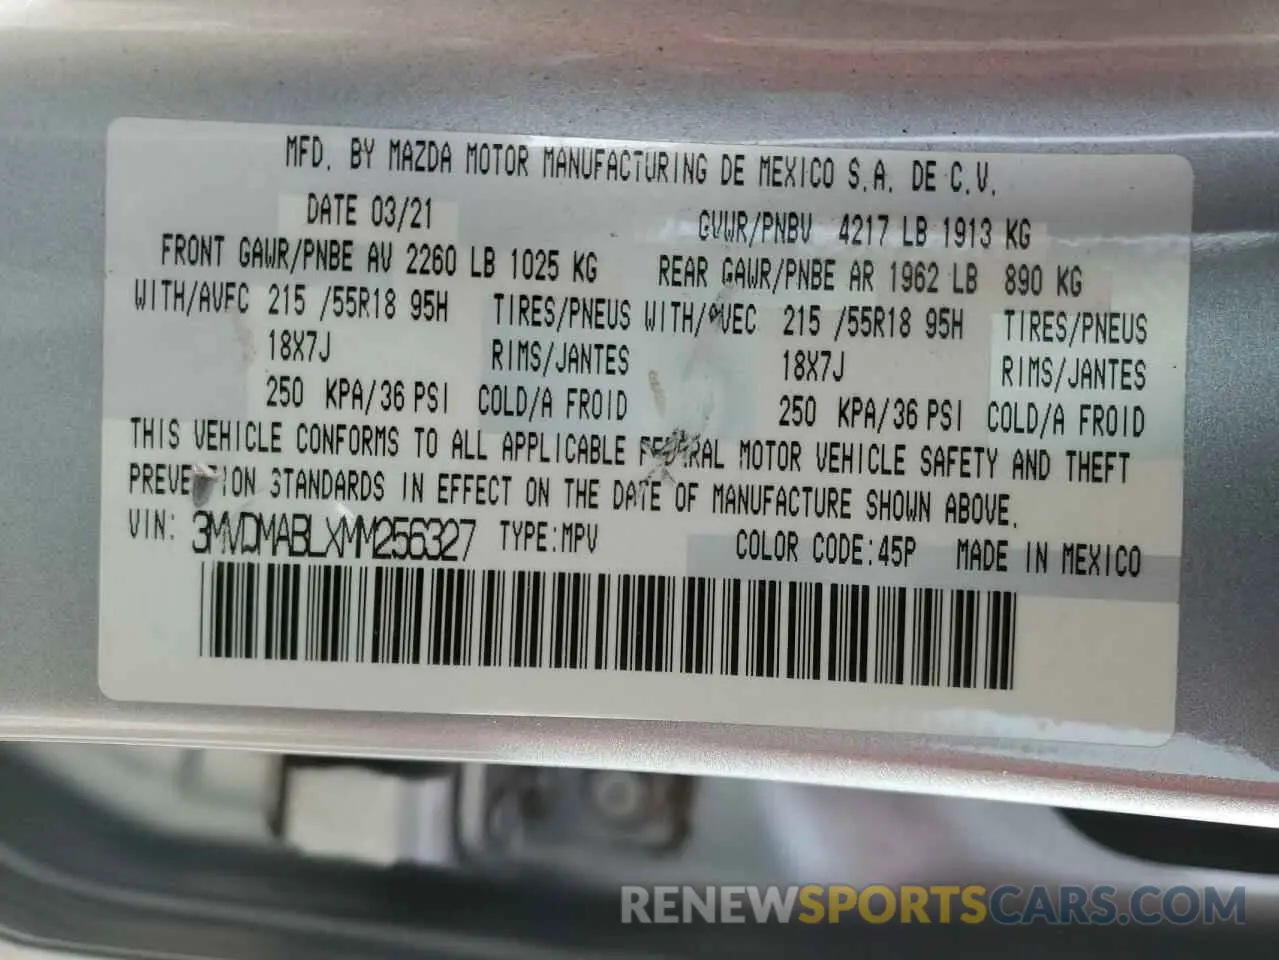 MFD. BY MAZDA MOTOR MANUFACTURING DE MEXICO S.A. DE C.V.
DATE 03/21 GVWR/PNBV 4217 LB 1913 KG
FRONT GAWR/PNBE AV 2260 LB 1025 KG REAR GAWR/PNBE AR 1962 LB 890 KG
WITH/AVEC 215 /55R18 95H TIRES/PNEUS WITH/AVEC 215 /55R18 95H TIRES/PNEUS
18X7J RIMS/JANTES 18X7J RIMS/JANTES
250 KPA/36 PSI COLD/A FROID 250 KPA/36 PSI COLD/A FROID
THIS VEHICLE CONFORMS TO ALL APPLICABLE FEDERAL MOTOR VEHICLE SAFETY AND THEFT
PREVENTION STANDARDS IN EFFECT ON THE DATE OF MANUFACTURE SHOWN ABOVE.
VIN: 3MVDMABLXMM256327 TYPE:MPV COLOR CODE:45P MADE IN MEXICO
RENEWSPORTSCARS.COM